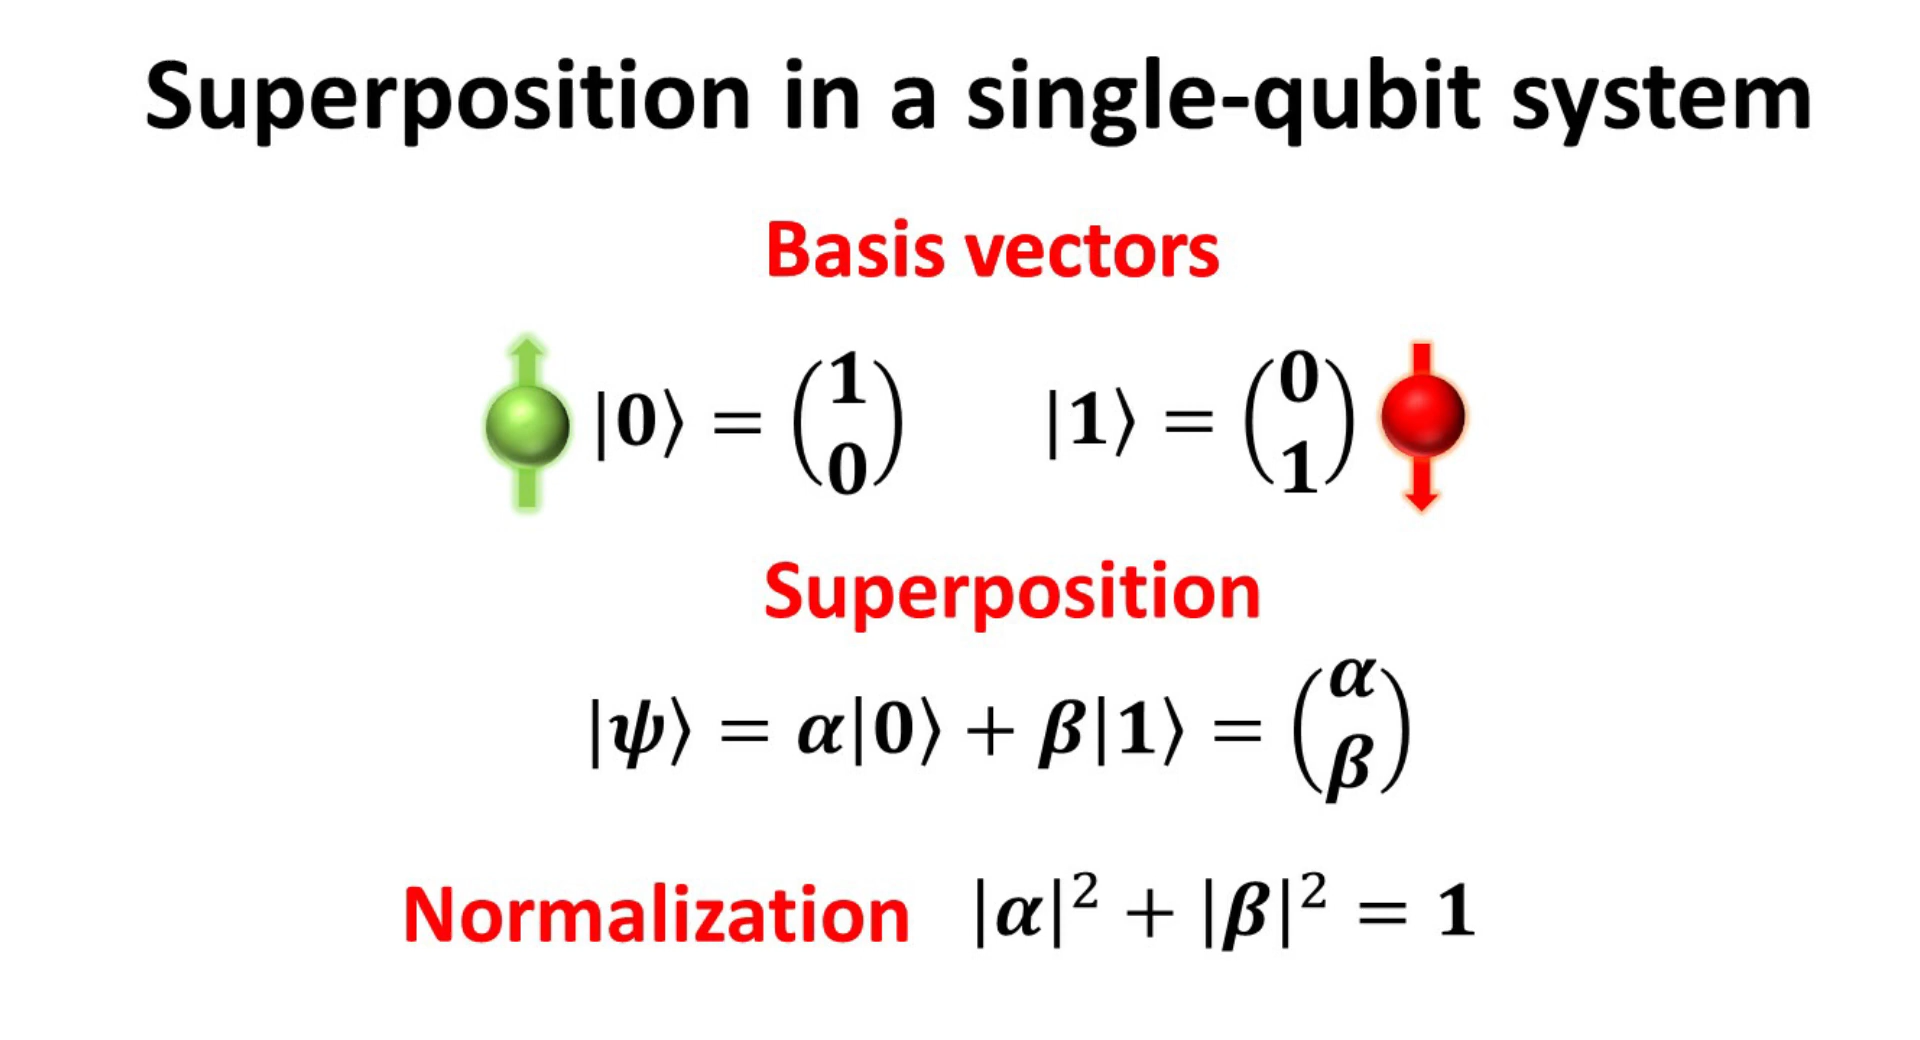 Superposition in a single-qubit system
Basis vectors
|0⟩ = (1 0) |1⟩ = (0 1)
Superposition
|ψ⟩ = α|0⟩ + β|1⟩ = (α β)
Normalization |α|² + |β|² = 1